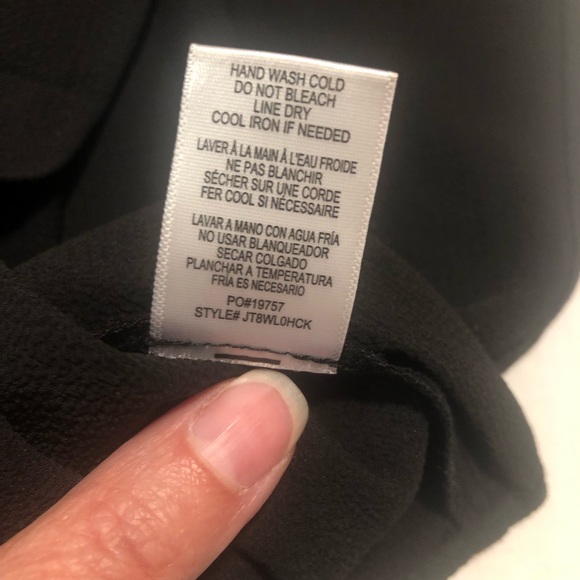 HAND WASH COLD
DO NOT BLEACH
LINE DRY
COOL IRON IF NEEDED
LAVER À LA MAIN À L'EAU FROIDE
NE PAS BLANCHIR
SÉCHER SUR UNE CORDE
FER COOL SI NÉCESSAIRE
LAVAR A MANO CON AGUA FRÍA
NO USAR BLANQUEADOR
SECAR COLGADO
PLANCHAR A TEMPERATURA
FRÍA ES NECESARIO
PO#19757
STYLE# JT8WL0HCK